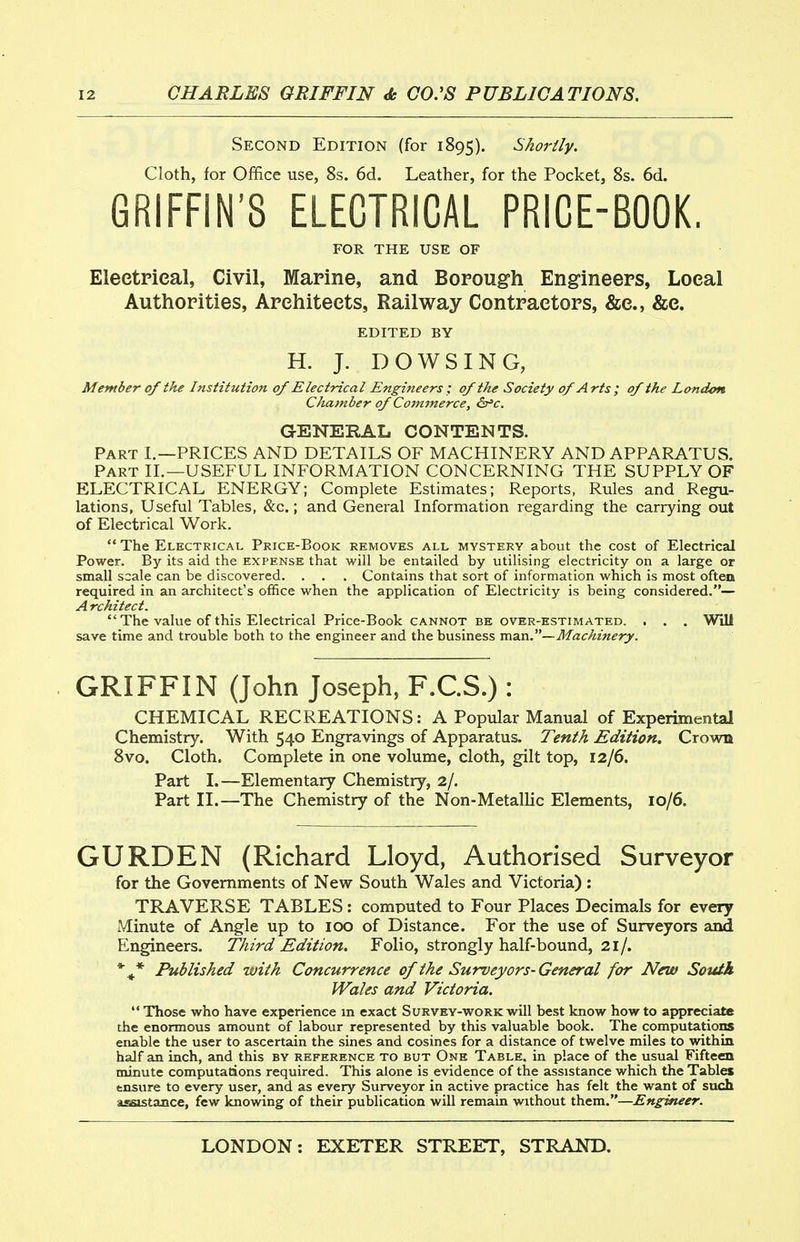 12 CHARLES GRIFFIN & CO.'S PUBLICATIONS.
SECOND EDITION (for 1895). Shortly.
Cloth, for Office use, 8s. 6d. Leather, for the Pocket, 8s. 6d.
GRIFFIN'S ELECTRICAL PRICE-BOOK.
FOR THE USE OF
Electrical, Civil, Marine, and Borough Engineers, Local
Authorities, Architects, Railway Contractors, &c., &c.
EDITED BY
H. J. DOWSING,
Member of the Institution of Electrical Engineers; of the Society of Arts; of the London
Chamber of Commerce, &c.
GENERAL CONTENTS.
PART I.—PRICES AND DETAILS OF MACHINERY AND APPARATUS.
PART II.—USEFUL INFORMATION CONCERNING THE SUPPLY OF
ELECTRICAL ENERGY; Complete Estimates; Reports, Rules and Regu-
lations, Useful Tables, &c.; and General Information regarding the carrying out
of Electrical Work.
"The ELECTRICAL PRICE-BOOK REMOVES ALL MYSTERY about the cost of Electrical
Power. By its aid the EXPENSE that will be entailed by utilising electricity on a large or
small scale can be discovered. . . . Contains that sort of information which is most often
required in an architect's office when the application of Electricity is being considered."—
Architect.
"The value of this Electrical Price-Book CANNOT BE OVER-ESTIMATED. . . . Will
save time and trouble both to the engineer and the business man."—Machinery.
GRIFFIN (John Joseph, F.C.S.):
CHEMICAL RECREATIONS: A Popular Manual of Experimental
Chemistry. With 540 Engravings of Apparatus. Tenth Edition. Crown
8vo. Cloth. Complete in one volume, cloth, gilt top, 12/6.
Part I.—Elementary Chemistry, 2/.
Part II.—The Chemistry of the Non-Metallic Elements, 10/6.
GURDEN (Richard Lloyd, Authorised Surveyor
for the Governments of New South Wales and Victoria):
TRAVERSE TABLES: computed to Four Places Decimals for every
Minute of Angle up to 100 of Distance. For the use of Surveyors and
Engineers. Third Edition. Folio, strongly half-bound, 21/.
*** Published with Concurrence of the Surveyors-General for New South
Wales and Victoria.
"Those who have experience in exact SURVEY-WORK will best know how to appreciate
the enormous amount of labour represented by this valuable book. The computations
enable the user to ascertain the sines and cosines for a distance of twelve miles to within
half an inch, and this BY REFERENCE TO BUT ONE TABLE, in place of the usual Fifteen
minute computations required. This alone is evidence of the assistance which the Tables
ensure to every user, and as every Surveyor in active practice has felt the want of such
assistance, few knowing of their publication will remain without them."—Engineer.
LONDON: EXETER STREET, STRAND.